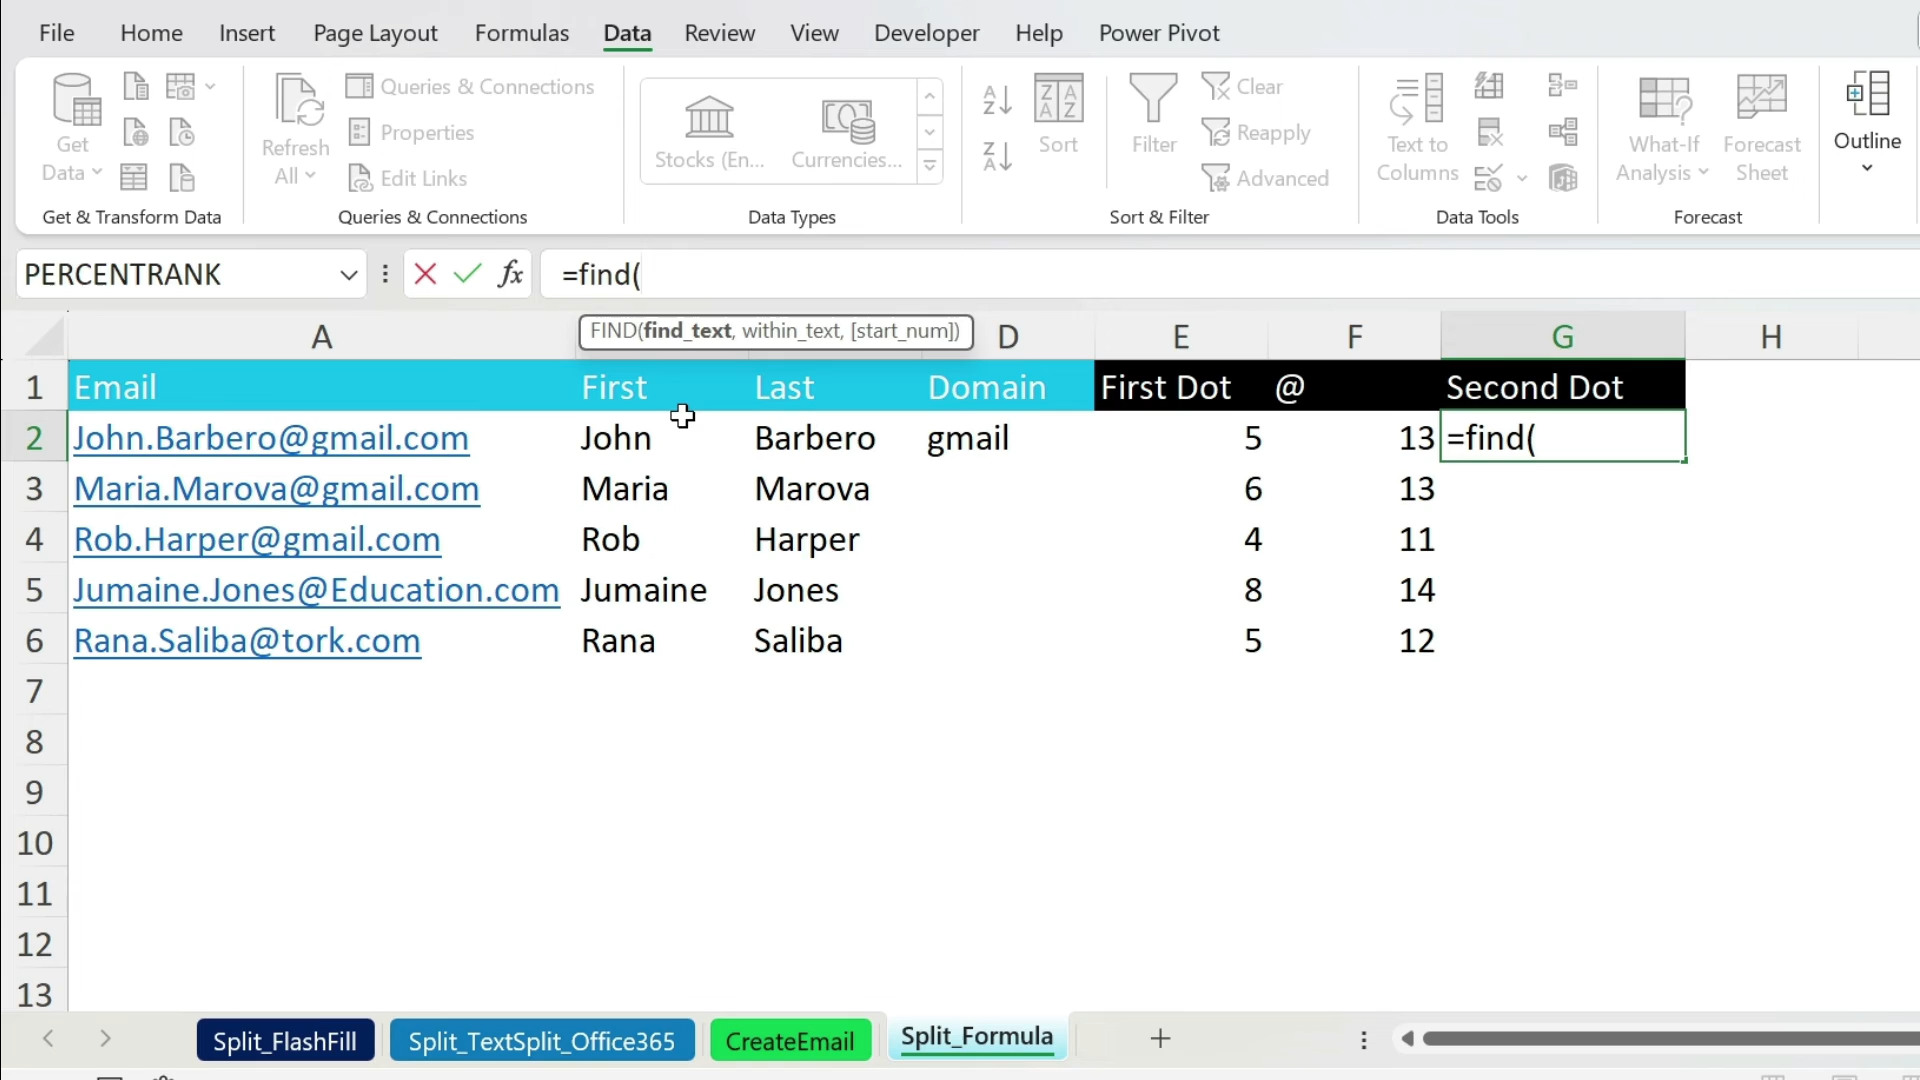 File Home Insert Page Layout Formulas Data Review View Developer Help Power Pivot
Get Data
Refresh All
Queries & Connections
Properties
Edit Links
Stocks (En... Currencies...
Sort
Filter
Clear
Reapply
Advanced
Text to Columns
What-If Analysis
Forecast Sheet
Outline
Get & Transform Data Queries & Connections Data Types Sort & Filter Data Tools Forecast
PERCENTRANK fx =find(
FIND(find_text, within_text, [start_num])
A D E F G H
1 Email First Last Domain First Dot @ Second Dot
2 John.Barbero@gmail.com John Barbero gmail 5 13 =find(
3 Maria.Marova@gmail.com Maria Marova 6 13
4 Rob.Harper@gmail.com Rob Harper 4 11
5 Jumaine.Jones@Education.com Jumaine Jones 8 14
6 Rana.Saliba@tork.com Rana Saliba 5 12
7
8
9
10
11
12
13
Split_FlashFill Split_TextSplit_Office365 CreateEmail Split_Formula